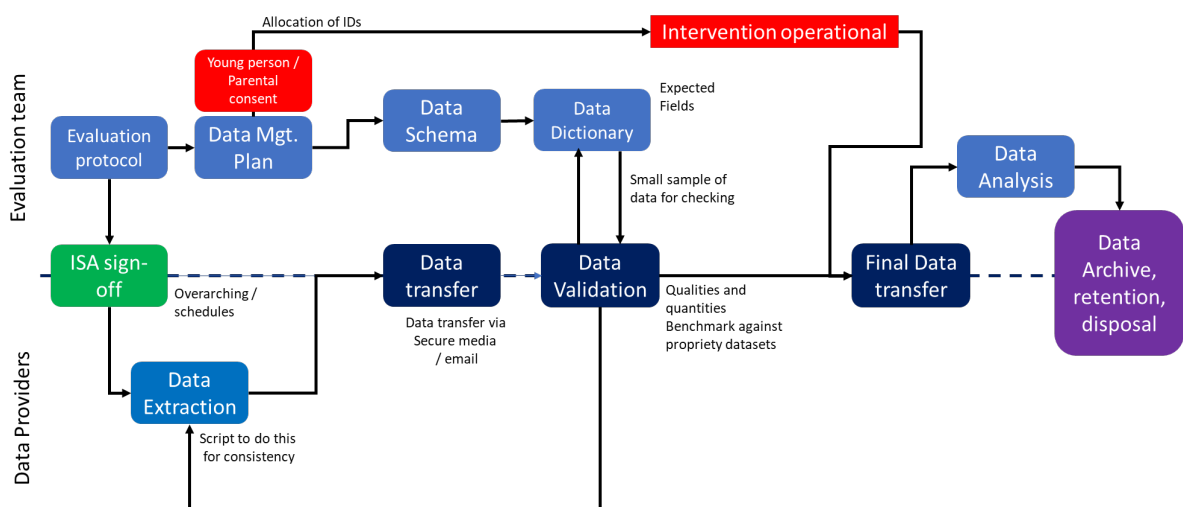 Allocation of IDs
Intervention operational
Young person /
Parental
consent
Expected
Fields
Evaluation team
Evaluation
protocol
Data Mgt.
Plan
Data
Schema
Data
Dictionary
Small sample of
data for checking
Data
Analysis
ISA sign-
off
Overarching /
schedules
Data
transfer
Data transfer via
Secure media
/ email
Data
Validation
Qualities and
quantities
Benchmark against
propriety datasets
Final Data
transfer
Data
Archive,
retention,
disposal
Data Providers
Data
Extraction
Script to do this
for consistency